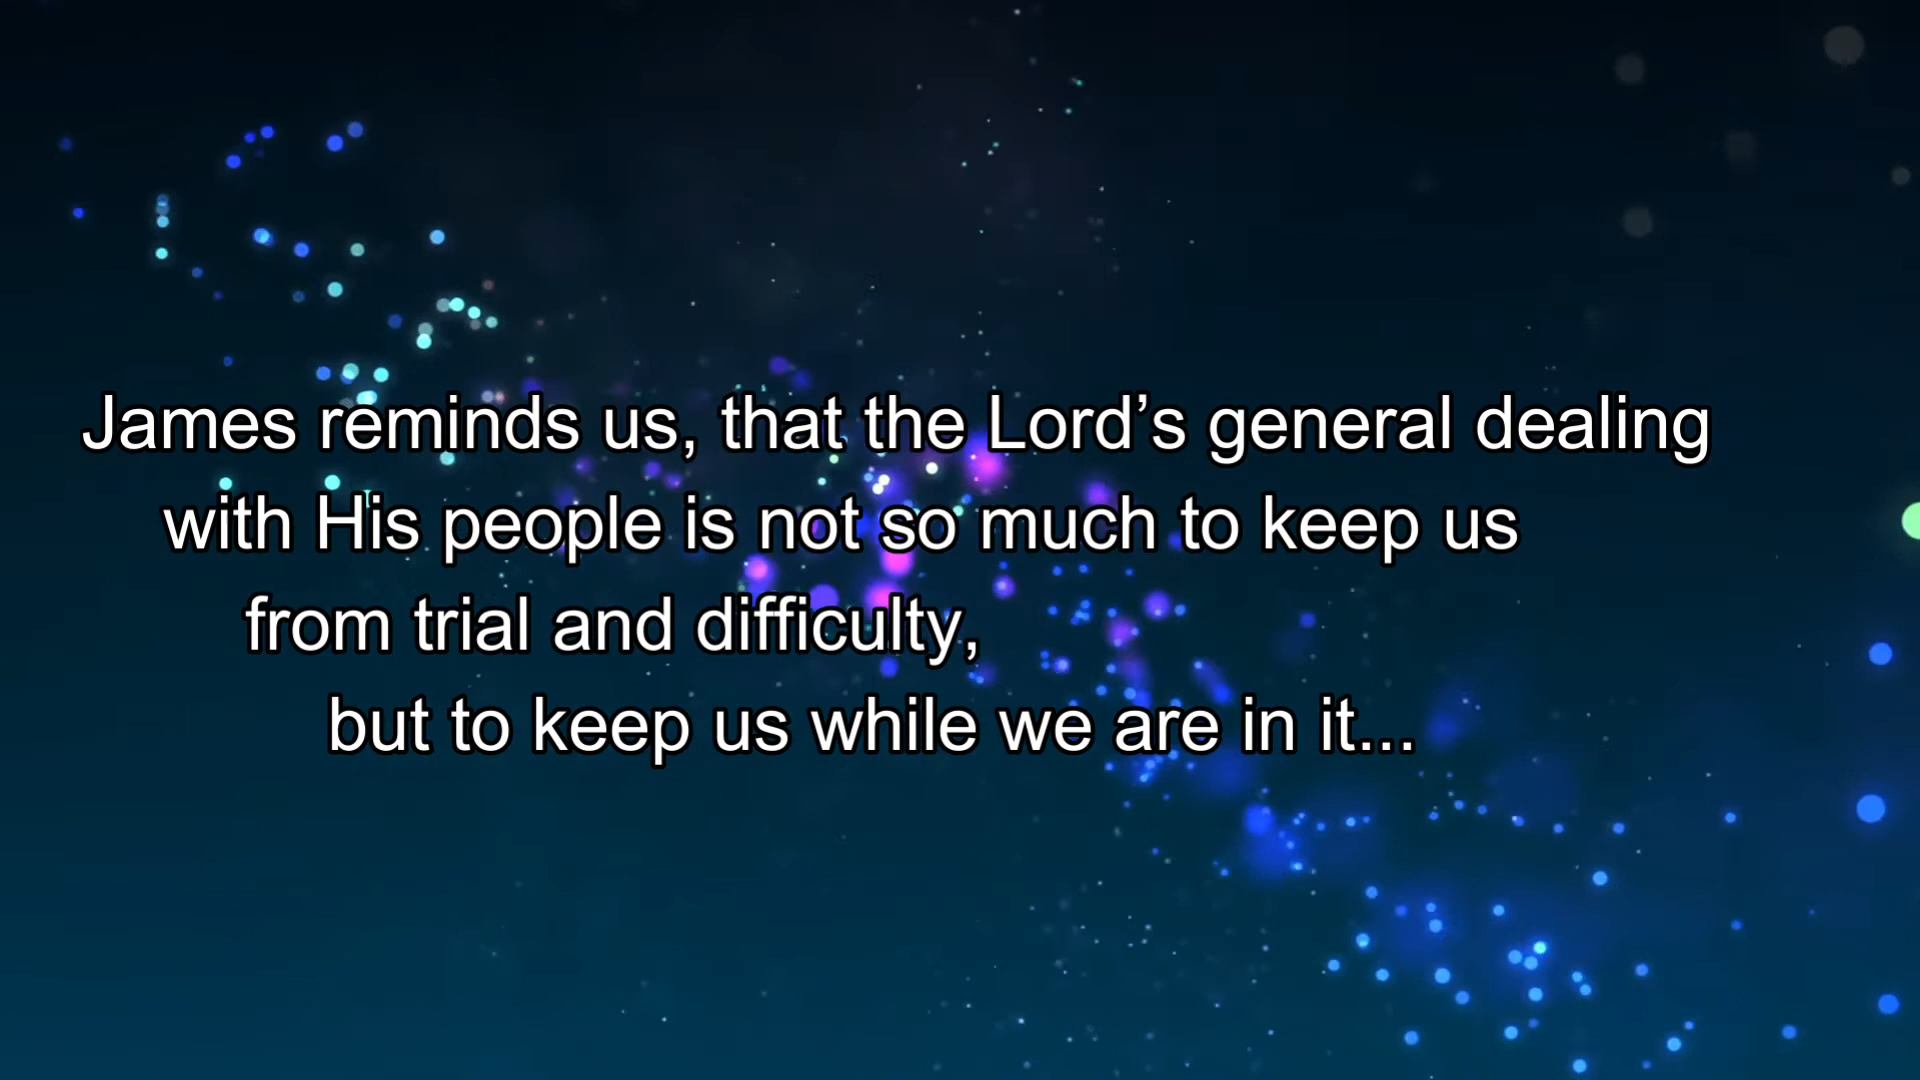 James reminds us, that the Lord’s general dealing
with His people is not so much to keep us
from trial and difficulty,
but to keep us while we are in it...